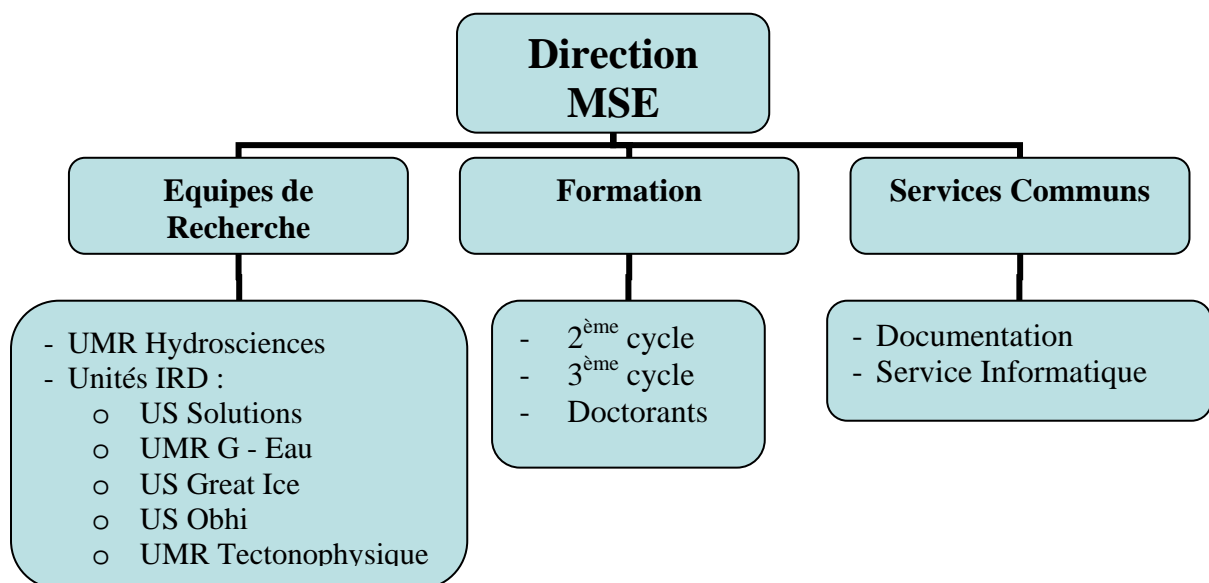 Direction
MSE
Equipes de
Recherche
Formation
Services Communs
- UMR Hydrosciences
- Unités IRD :
o US Solutions
o UMR G - Eau
o US Great Ice
o US Obhi
o UMR Tectonophysique
- 2ème cycle
- 3ème cycle
- Doctorants
- Documentation
- Service Informatique